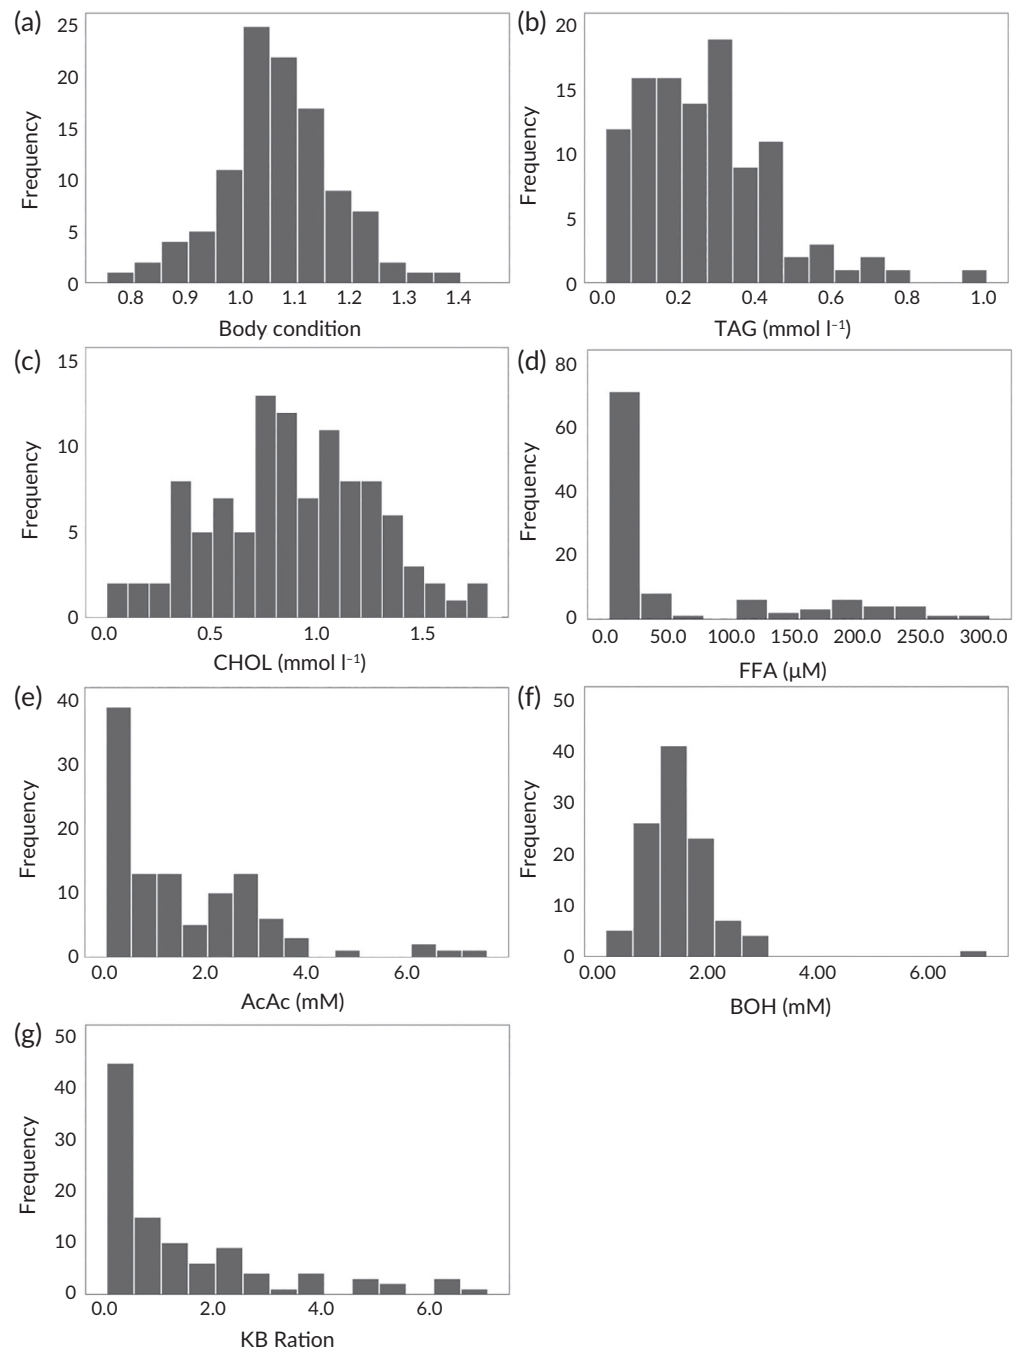 (a)
25
20
15
10
5
0
Frequency
0.8 0.9 1.0 1.1 1.2 1.3 1.4
Body condition
(b)
20
15
10
5
0
Frequency
0.0 0.2 0.4 0.6 0.8 1.0
TAG (mmol l⁻¹)
(c)
15
10
5
0
Frequency
0.0 0.5 1.0 1.5
CHOL (mmol l⁻¹)
(d)
80
60
40
20
0
Frequency
0.0 50.0 100.0 150.0 200.0 250.0 300.0
FFA (µM)
(e)
40
30
20
10
0
Frequency
0.0 2.0 4.0 6.0
AcAc (mM)
(f)
50
40
30
20
10
0
Frequency
0.00 2.00 4.00 6.00
BOH (mM)
(g)
50
40
30
20
10
0
Frequency
0.0 2.0 4.0 6.0
KB Ration